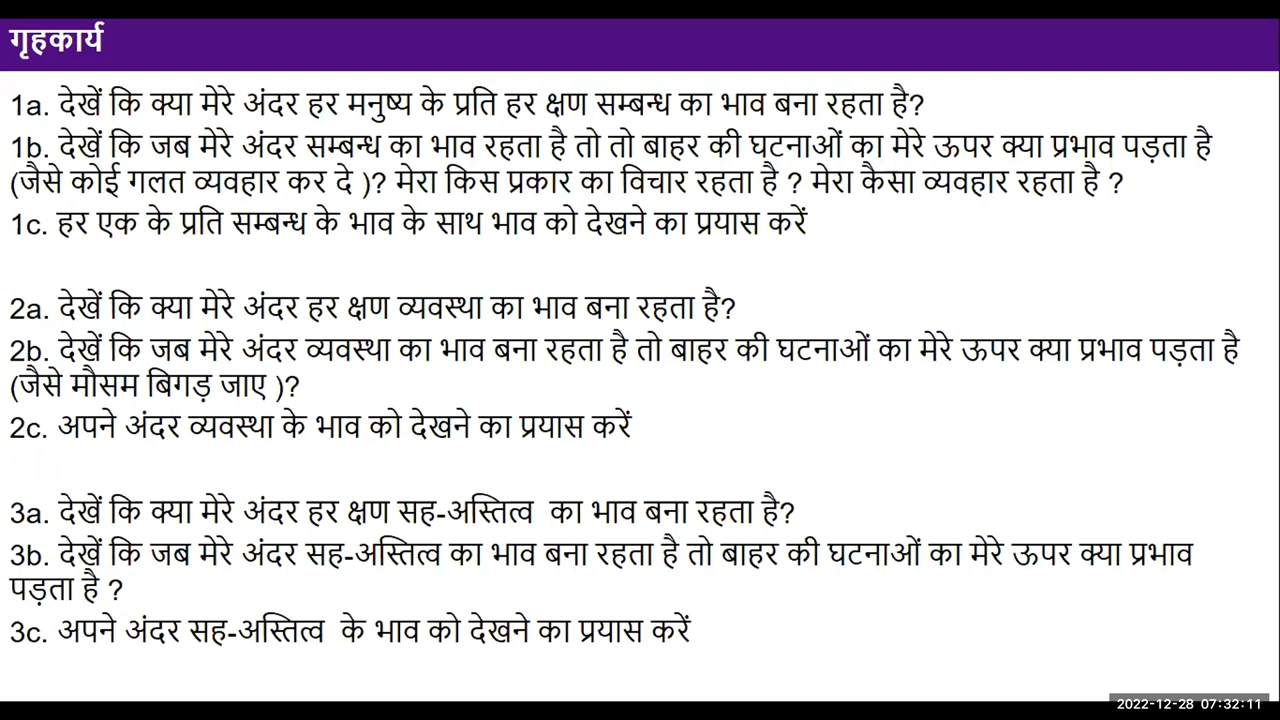 गृहकार्य
1a. देखें कि क्या मेरे अंदर हर मनुष्य के प्रति हर क्षण सम्बन्ध का भाव बना रहता है?
1b. देखें कि जब मेरे अंदर सम्बन्ध का भाव रहता है तो तो बाहर की घटनाओं का मेरे ऊपर क्या प्रभाव पड़ता है
(जैसे कोई गलत व्यवहार कर दे )? मेरा किस प्रकार का विचार रहता है ? मेरा कैसा व्यवहार रहता है ?
1c. हर एक के प्रति सम्बन्ध के भाव के साथ भाव को देखने का प्रयास करें
2a. देखें कि क्या मेरे अंदर हर क्षण व्यवस्था का भाव बना रहता है?
2b. देखें कि जब मेरे अंदर व्यवस्था का भाव बना रहता है तो बाहर की घटनाओं का मेरे ऊपर क्या प्रभाव पड़ता है
(जैसे मौसम बिगड़ जाए )?
2c. अपने अंदर व्यवस्था के भाव को देखने का प्रयास करें
3a. देखें कि क्या मेरे अंदर हर क्षण सह-अस्तित्व का भाव बना रहता है?
3b. देखें कि जब मेरे अंदर सह-अस्तित्व का भाव बना रहता है तो बाहर की घटनाओं का मेरे ऊपर क्या प्रभाव
पड़ता है ?
3c. अपने अंदर सह-अस्तित्व के भाव को देखने का प्रयास करें
2022-12-28 07:32:11